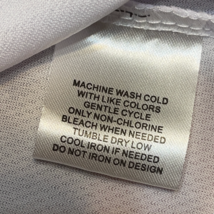 MACHINE WASH COLD
WITH LIKE COLORS
GENTLE CYCLE
ONLY NON-CHLORINE
BLEACH WHEN NEEDED
TUMBLE DRY LOW
COOL IRON IF NEEDED
DO NOT IRON ON DESIGN